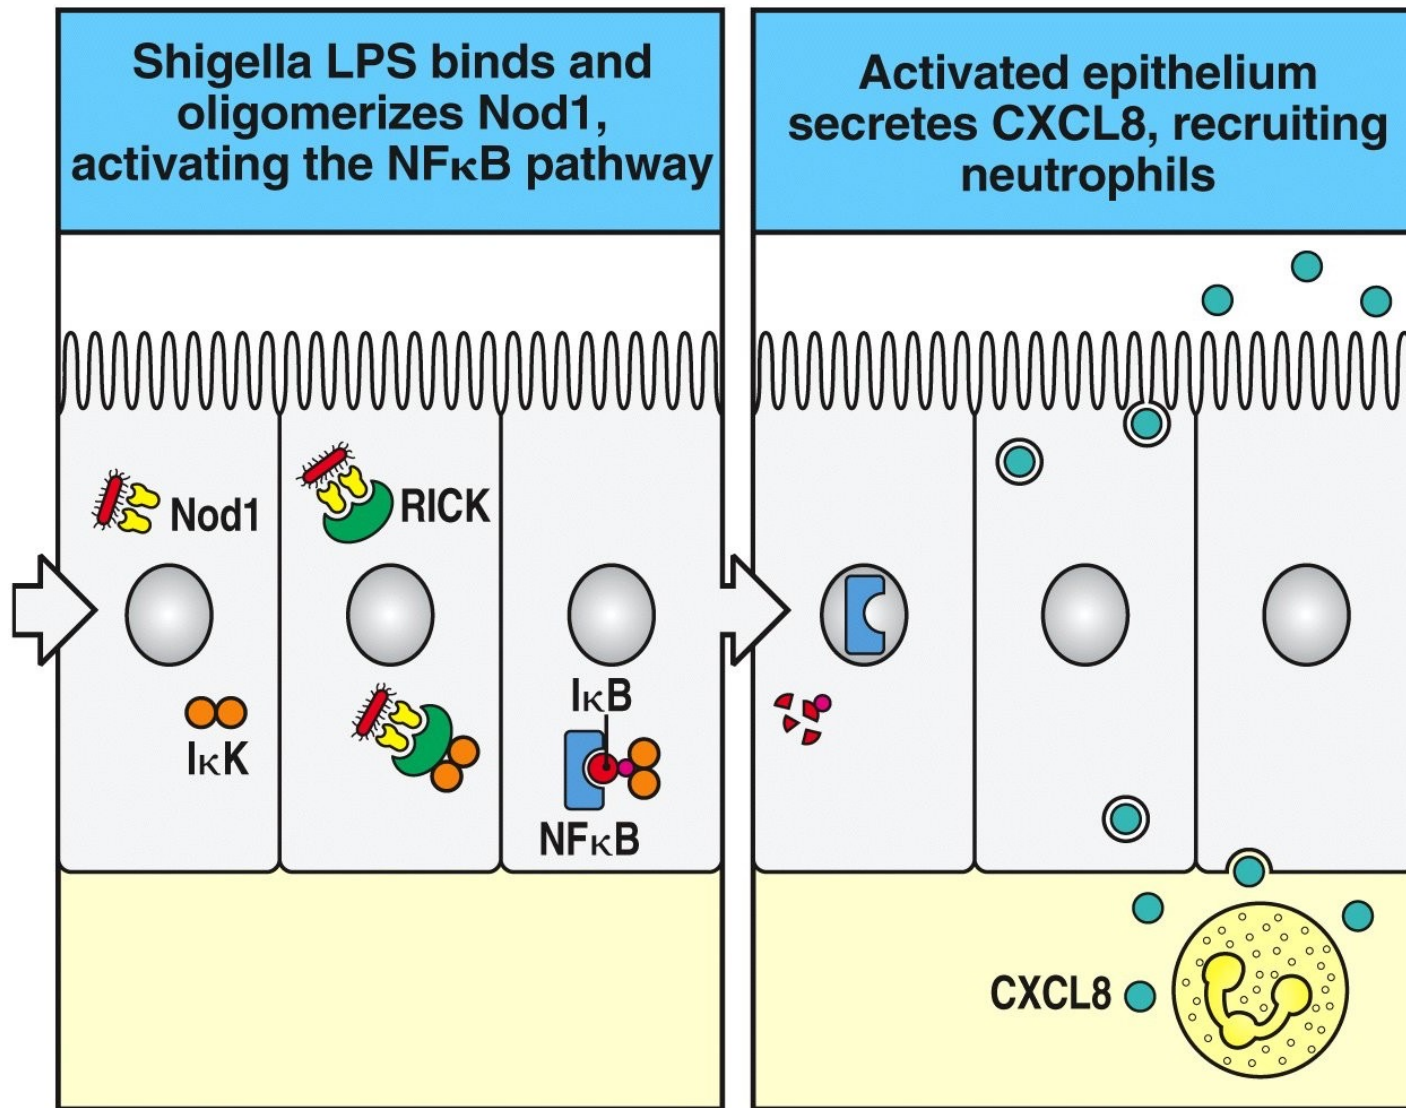 Shigella LPS binds and
oligomerizes Nod1,
activating the NFκB pathway
Activated epithelium
secretes CXCL8, recruiting
neutrophils
Nod1
RICK
IκK
IκB
NFκB
CXCL8